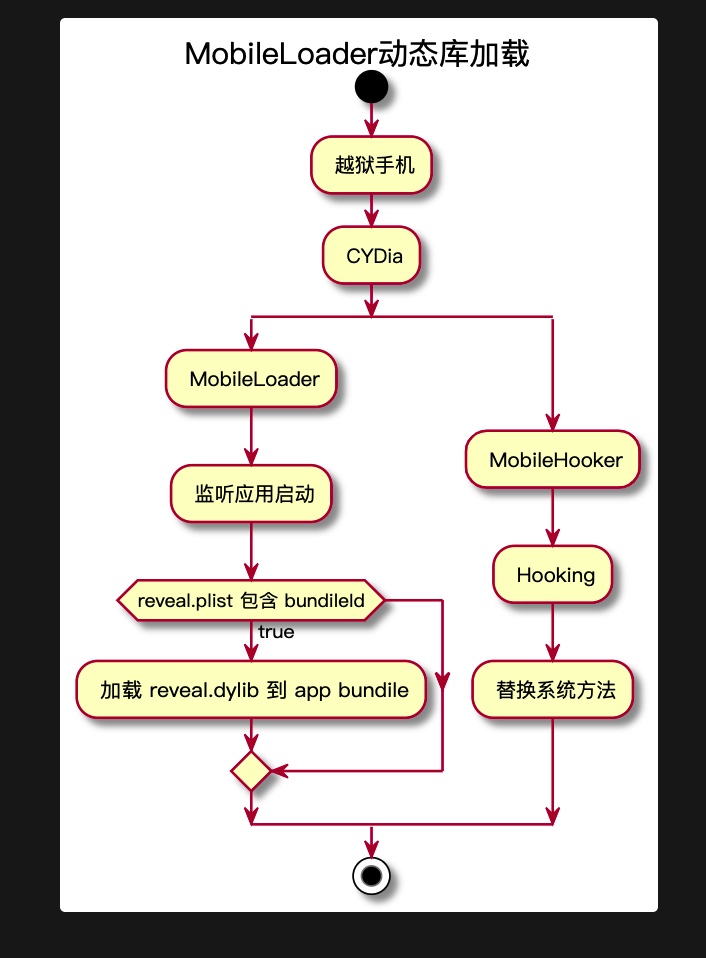 MobileLoader动态库加载
越狱手机
CYDia
MobileLoader
监听应用启动
reveal.plist 包含 bundileId
true
加载 reveal.dylib 到 app bundile
MobileHooker
Hooking
替换系统方法